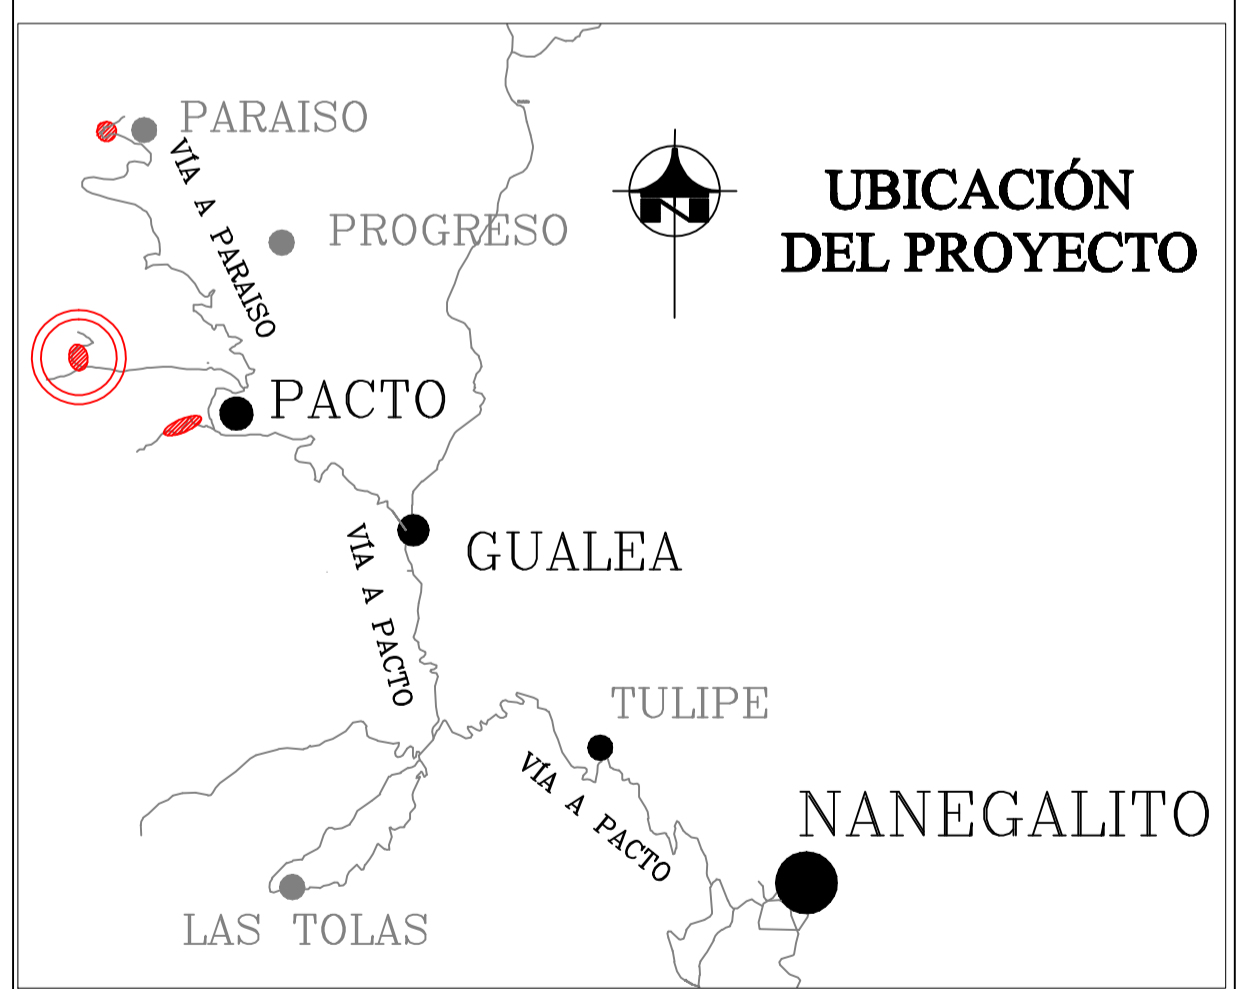 PARAISO
VÍA A PARAISO
PROGRESO
N
UBICACIÓN
DEL PROYECTO
PACTO
GUALEA
VÍA A PACTO
TULIPE
VÍA A PACTO
NANEGALITO
LAS TOLAS